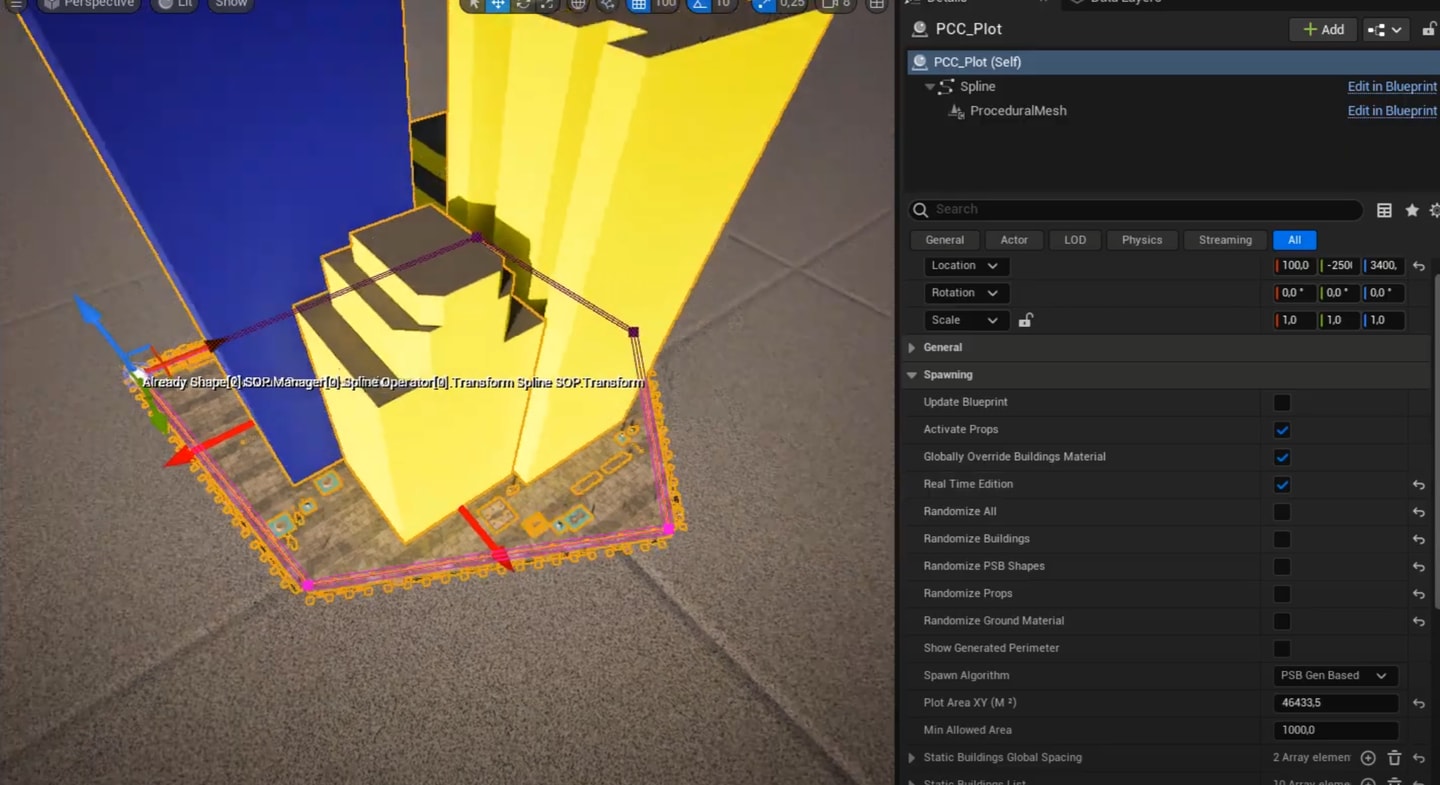 Perspective
Lit
Show
100
10
0,25
8
Details
Data Layers
PCC_Plot
Add
PCC_Plot (Self)
Spline
Edit in Blueprint
ProceduralMesh
Edit in Blueprint
Search
General
Actor
LOD
Physics
Streaming
All
Location
100,0
-250
3400,
Rotation
0,0 °
0,0 °
0,0 °
Scale
1,0
1,0
1,0
General
Spawning
Update Blueprint
Activate Props
Globally Override Buildings Material
Real Time Edition
Randomize All
Randomize Buildings
Randomize PSB Shapes
Randomize Props
Randomize Ground Material
Show Generated Perimeter
Spawn Algorithm
PSB Gen Based
Plot Area XY (M ²)
46433,5
Min Allowed Area
1000,0
Static Buildings Global Spacing
2 Array elemen
Static Buildings List
10 Array eleme
Already Shape[0]
Operator[0].Transform Spline SOP.Transform